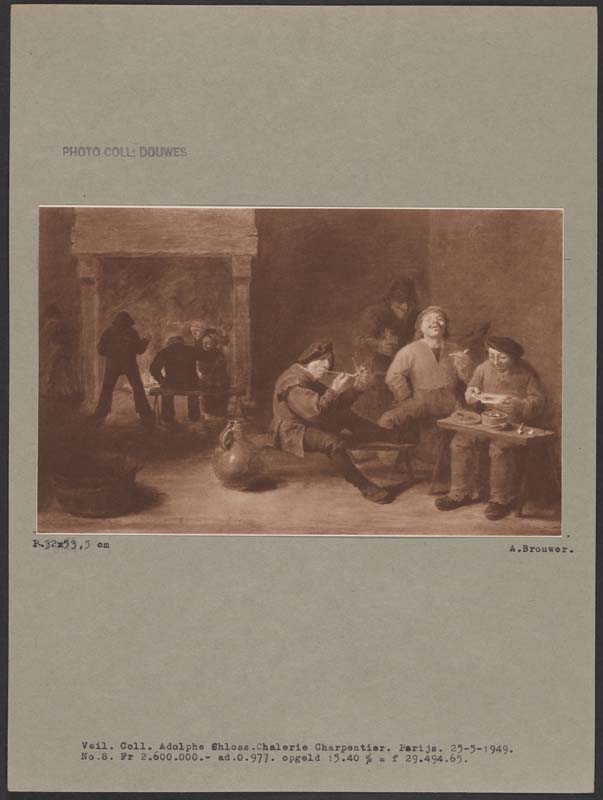 PHOTO COLL: DOUWES
P.32x53,5 cm
A.Brouwer.
Veil. Coll. Adolphe Shloss.Chalerie Charpentier. Parijs. 25-5-1949.
No.8. Fr 2.600.000.- ad.0.977. opgeld 15.40 % = f 29.494.65.